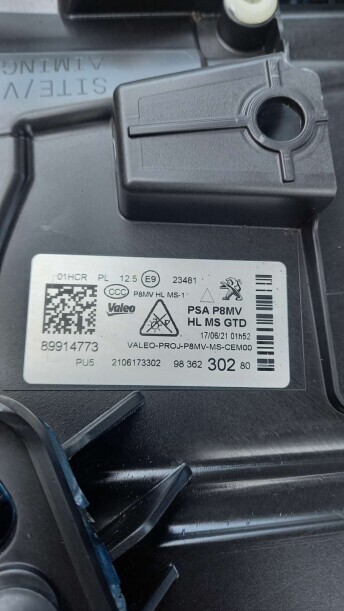 SITE/V
AIMING
01HCR PL 12.5 E9 23481
CCC P8MV HL MS-1
Valeo
PSA P8MV
HL MS GTD
17/06/21 01h52
89914773 VALEO-PROJ-P8MV-MS-CEM00
PU5 2106173302 98 362 302 80